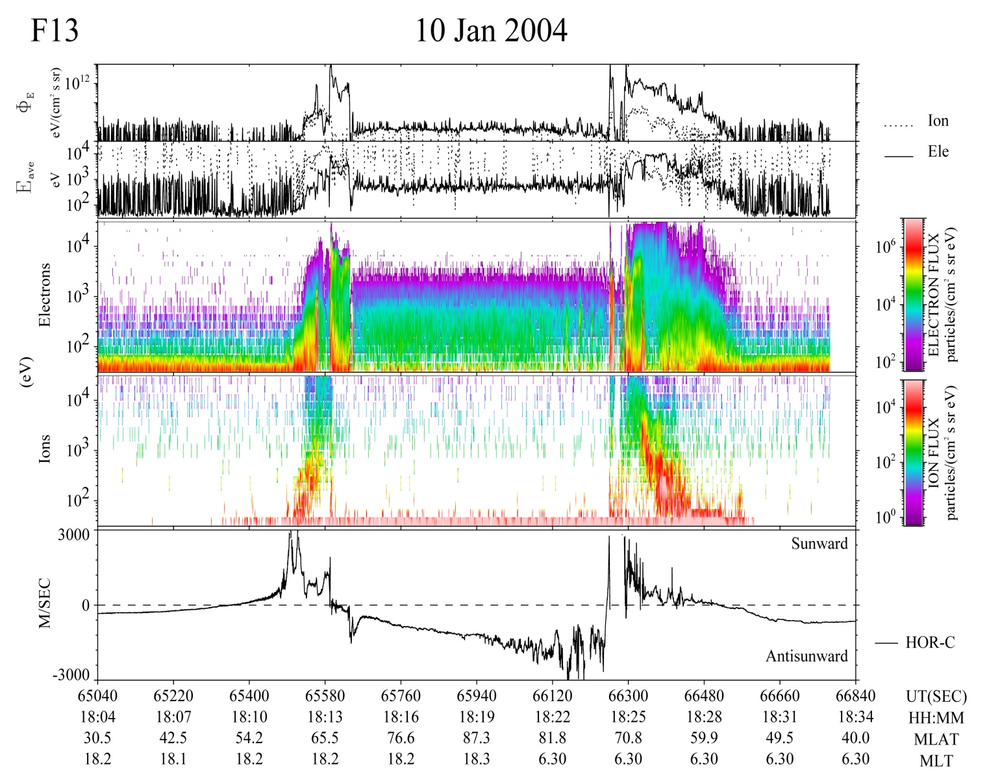 F13
10 Jan 2004
Φ_E
eV/(cm² s sr)
10¹²
Ion
Ele
E_ave
eV
10⁴
10³
10²
Electrons
10⁴
10³
10²
10⁶
10⁴
10²
ELECTRON FLUX
particles/(cm² s sr eV)
(eV)
Ions
10⁴
10³
10²
10⁴
10²
10⁰
ION FLUX
particles/(cm² s sr eV)
3000
Sunward
M/SEC
0
HOR-C
Antisunward
-3000
65040 65220 65400 65580 65760 65940 66120 66300 66480 66660 66840 UT(SEC)
18:04 18:07 18:10 18:13 18:16 18:19 18:22 18:25 18:28 18:31 18:34 HH:MM
30.5 42.5 54.2 65.5 76.6 87.3 81.8 70.8 59.9 49.5 40.0 MLAT
18.2 18.1 18.2 18.2 18.2 18.3 6.30 6.30 6.30 6.30 6.30 MLT